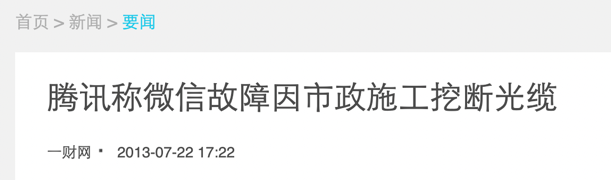 首页 > 新闻 > 要闻
腾讯称微信故障因市政施工挖断光缆
一财网 • 2013-07-22 17:22